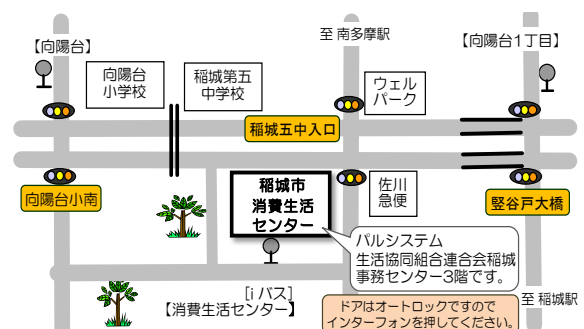 至 南多摩駅
【向陽台】
【向陽台1丁目】
向陽台
小学校
稲城第五
中学校
ウェル
パーク
稲城五中入口
向陽台小南
稲城市
消費生活
センター
佐川
急便
竪谷戸大橋
パルシステム
生活協同組合連合会稲城
事務センター3階です。
[i バス]
【消費生活センター】
至 稲城駅
ドアはオートロックですので
インターフォンを押してください。